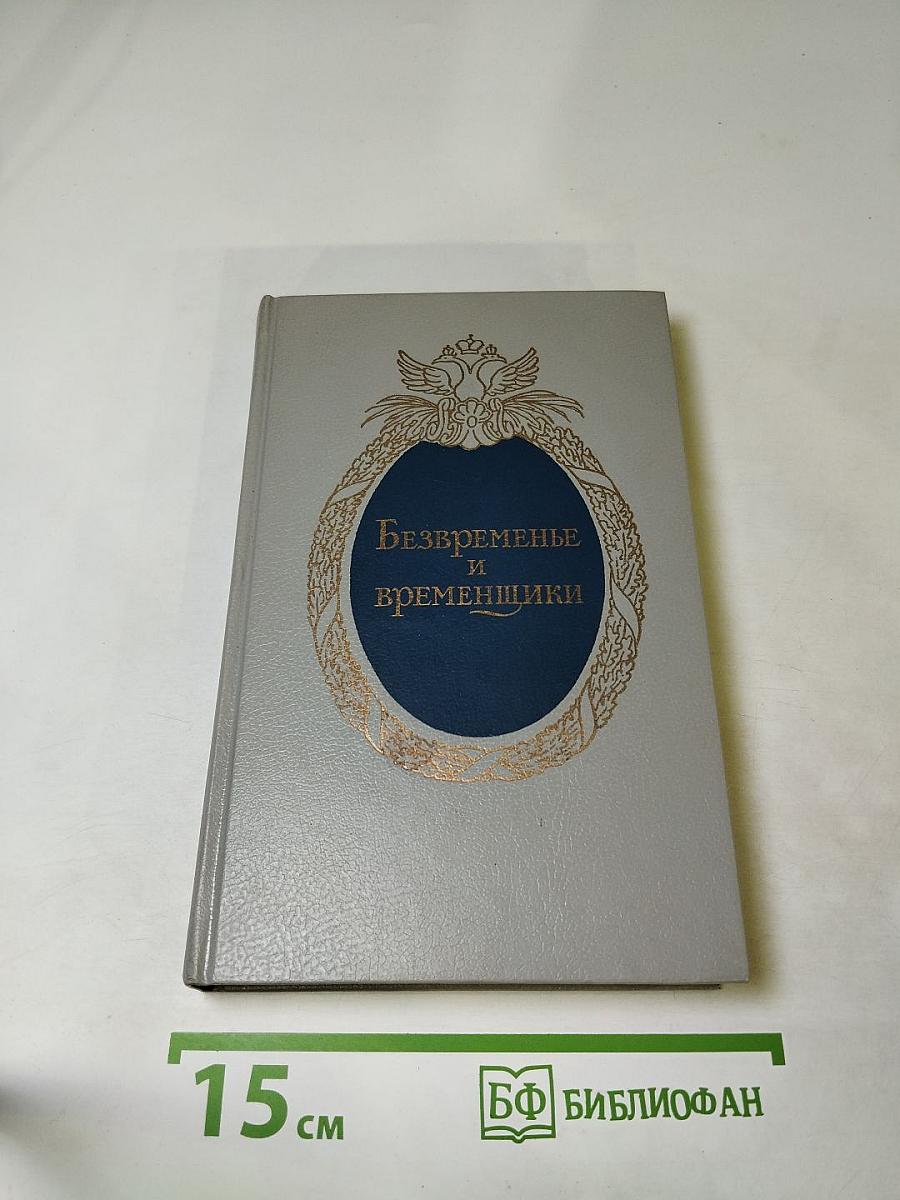 Безвременье
и
временщики
15 см
БФ БИБЛИОФАН